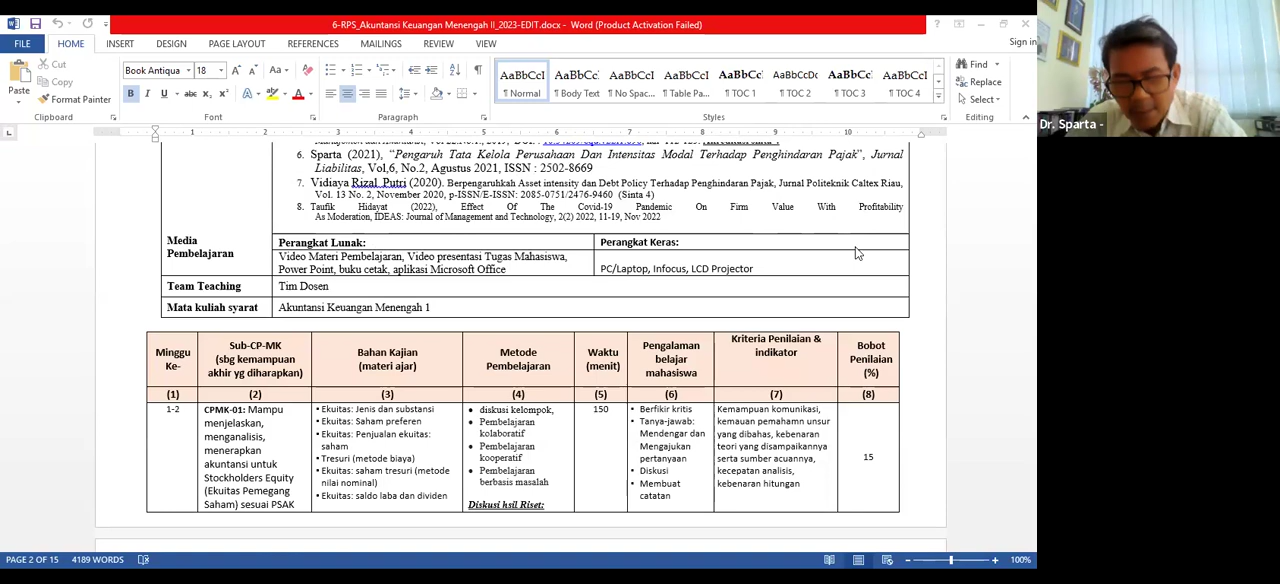 6-RPS_Akuntansi Keuangan Menengah II_2023-EDIT.docx - Word (Product Activation Failed)
FILE HOME INSERT DESIGN PAGE LAYOUT REFERENCES MAILINGS REVIEW VIEW Sign in
Paste
Cut
Copy
Format Painter
Clipboard
Book Antiqua 18
Font
Paragraph
AaBbCcI AaBbCc AaBbCcI AaBbCcI AaBbCc AaBbCcDc AaBbCc AaBbCcI
¶ Normal ¶ Body Text ¶ No Spac... ¶ Table Pa... ¶ TOC 1 ¶ TOC 2 ¶ TOC 3 ¶ TOC 4
Styles
Find
Replace
Select
Editing
1 2 3 4 5 6 7 8 9 10
6. Sparta (2021), “Pengaruh Tata Kelola Perusahaan Dan Intensitas Modal Terhadap Penghindaran Pajak”, Jurnal
Liabilitas, Vol,6, No.2, Agustus 2021, ISSN : 2502-8669
7. Vidiaya Rizal Putri (2020). Berpengaruhkah Asset intensity dan Debt Policy Terhadap Penghindaran Pajak, Jurnal Politeknik Caltex Riau,
Vol. 13 No. 2, November 2020, p-ISSN/E-ISSN: 2085-0751/2476-9460 (Sinta 4)
8. Taufik Hidayat (2022), Effect Of The Covid-19 Pandemic On Firm Value With Profitability
As Moderation, IDEAS: Journal of Management and Technology, 2(2) 2022, 11-19, Nov 2022
Media
Pembelajaran
Perangkat Lunak:
Video Materi Pembelajaran, Video presentasi Tugas Mahasiswa,
Power Point, buku cetak, aplikasi Microsoft Office
Perangkat Keras:
PC/Laptop, Infocus, LCD Projector
Team Teaching Tim Dosen
Mata kuliah syarat Akuntansi Keuangan Menengah 1
Minggu
Ke-
Sub-CP-MK
(sbg kemampuan
akhir yg diharapkan)
Bahan Kajian
(materi ajar)
Metode
Pembelajaran
Waktu
(menit)
Pengalaman
belajar
mahasiswa
Kriteria Penilaian &
indikator
Bobot
Penilaian
(%)
(1) (2) (3) (4) (5) (6) (7) (8)
1-2
CPMK-01: Mampu
menjelaskan,
menganalisis,
menerapkan
akuntansi untuk
Stockholders Equity
(Ekuitas Pemegang
Saham) sesuai PSAK
• Ekuitas: Jenis dan substansi
• Ekuitas: Saham preferen
• Ekuitas: Penjualan ekuitas:
saham
• Tresuri (metode biaya)
• Ekuitas: saham tresuri (metode
nilai nominal)
• Ekuitas: saldo laba dan dividen
• diskusi kelompok,
• Pembelajaran
kolaboratif
• Pembelajaran
kooperatif
• Pembelajaran
berbasis masalah
Diskusi hsil Riset:
150
• Berfikir kritis
• Tanya-jawab:
Mendengar dan
Mengajukan
pertanyaan
• Diskusi
• Membuat
catatan
Kemampuan komunikasi,
kemauan pemahamn unsur
yang dibahas, kebenaran
teori yang disampaikannya
serta sumber acuannya,
kecepatan analisis,
kebenaran hitungan
15
PAGE 2 OF 15 4189 WORDS 100%
Dr. Sparta -